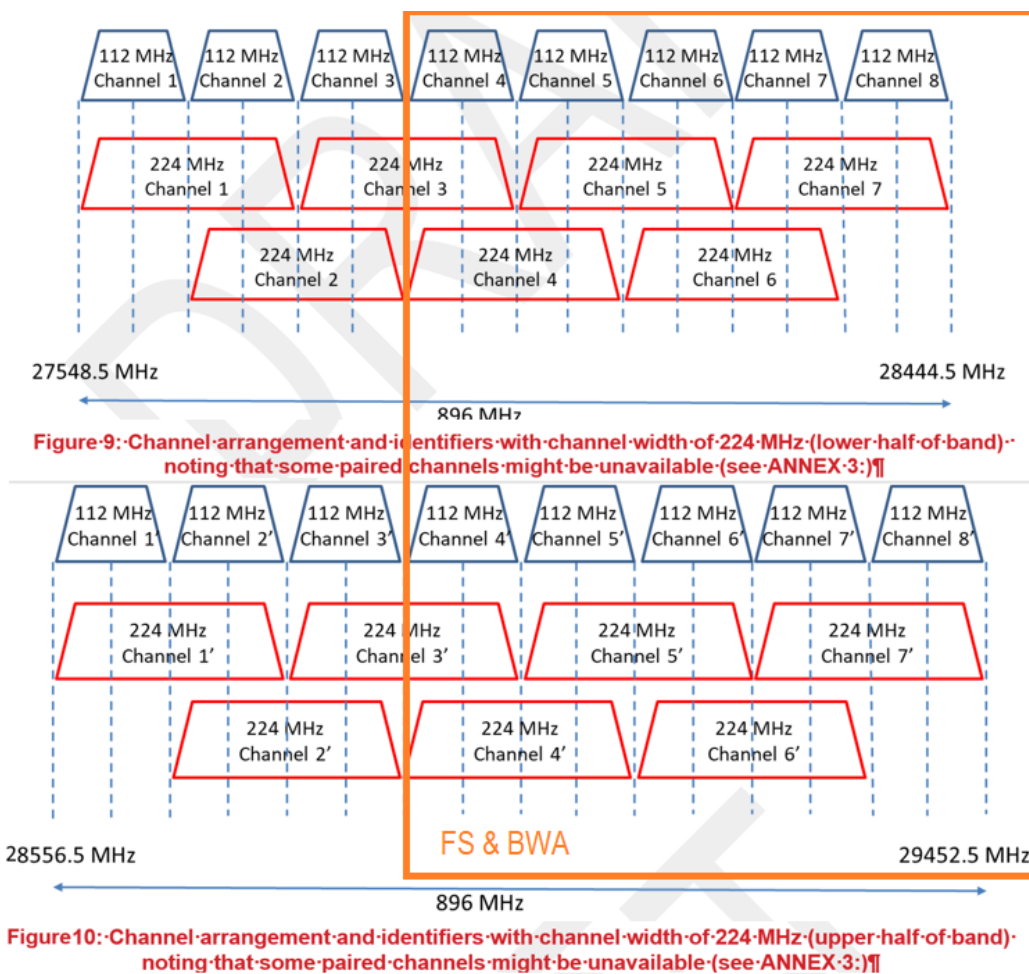 112 MHz 112 MHz 112 MHz 112 MHz 112 MHz 112 MHz 112 MHz 112 MHz
Channel 1 Channel 2 Channel 3 Channel 4 Channel 5 Channel 6 Channel 7 Channel 8
224 MHz 224 MHz 224 MHz 224 MHz
Channel 1 Channel 3 Channel 5 Channel 7
224 MHz 224 MHz 224 MHz
Channel 2 Channel 4 Channel 6
27548.5 MHz 28444.5 MHz
896 MHz
Figure·9:·Channel·arrangement·and·identifiers·with·channel·width·of·224·MHz·(lower·half·of·band)··
noting·that·some·paired·channels·might·be·unavailable·(see·ANNEX·3:)¶
112 MHz 112 MHz 112 MHz 112 MHz 112 MHz 112 MHz 112 MHz 112 MHz
Channel 1’ Channel 2’ Channel 3’ Channel 4’ Channel 5’ Channel 6’ Channel 7’ Channel 8’
224 MHz 224 MHz 224 MHz 224 MHz
Channel 1’ Channel 3’ Channel 5’ Channel 7’
224 MHz 224 MHz 224 MHz
Channel 2’ Channel 4’ Channel 6’
FS & BWA
28556.5 MHz 29452.5 MHz
896 MHz
Figure10:·Channel·arrangement·and·identifiers·with·channel·width·of·224·MHz·(upper·half·of·band)·
noting·that·some·paired·channels·might·be·unavailable·(see·ANNEX·3:)¶